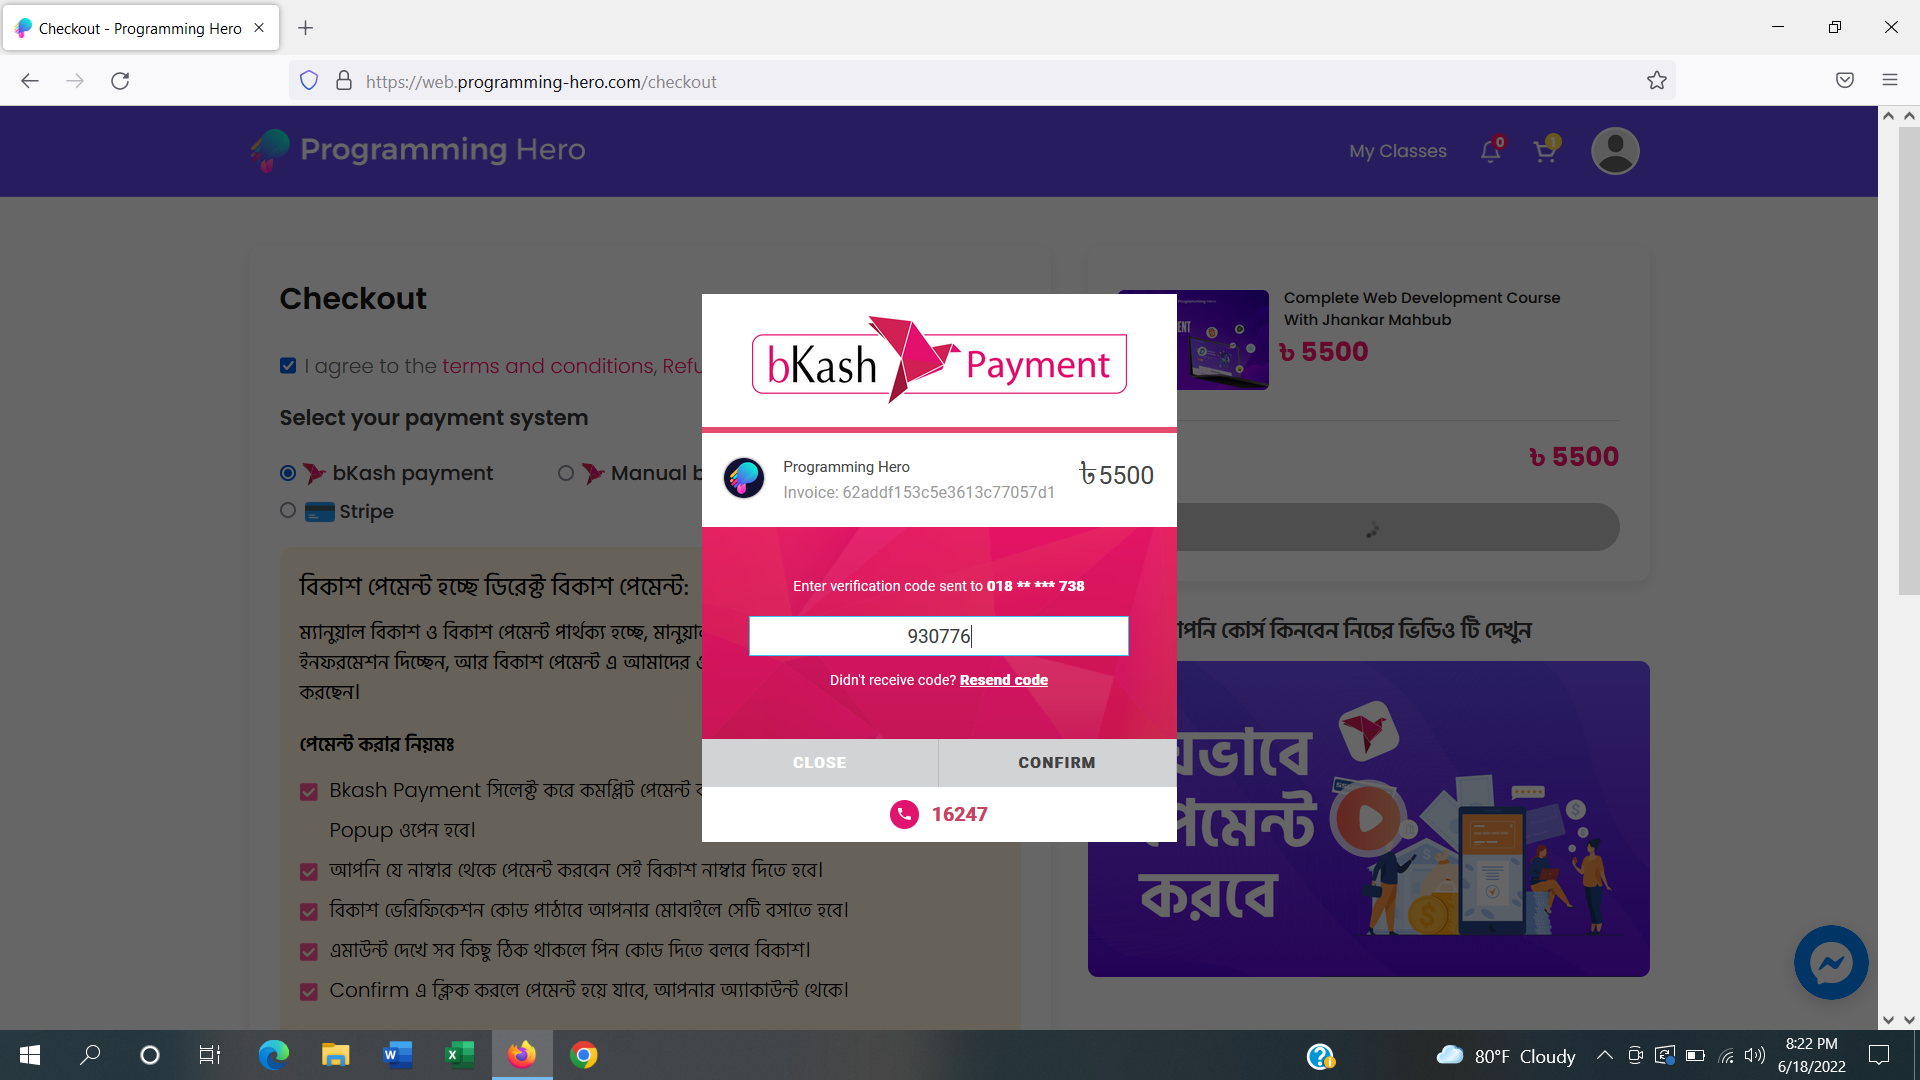 Checkout - Programming Hero
https://web.programming-hero.com/checkout
Programming Hero
My Classes
0
1
Checkout
I agree to the terms and conditions, Refu
Select your payment system
bKash payment
Manual b
Stripe
বিকাশ পেমেন্ট হচ্ছে ডিরেক্ট বিকাশ পেমেন্ট:
ম্যানুয়াল বিকাশ ও বিকাশ পেমেন্ট পার্থক্য হচ্ছে, মানুয়া
ইনফরমেশন দিচ্ছেন, আর বিকাশ পেমেন্ট এ আমাদের
করছেন।
পেমেন্ট করার নিয়মঃ
Bkash Payment সিলেক্ট করে কমপ্লিট পেমেন্ট
Popup ওপেন হবে।
আপনি যে নাম্বার থেকে পেমেন্ট করবেন সেই বিকাশ নাম্বার দিতে হবে।
বিকাশ ভেরিফিকেশন কোড পাঠাবে আপনার মোবাইলে সেটি বসাতে হবে।
এমাউন্ট দেখে সব কিছু ঠিক থাকলে পিন কোড দিতে বলবে বিকাশ।
Confirm এ ক্লিক করলে পেমেন্ট হয়ে যাবে, আপনার অ্যাকাউন্ট থেকে।
bKash Payment
Programming Hero
Invoice: 62addf153c5e3613c77057d1
৳5500
Enter verification code sent to 018 ** *** 738
930776
Didn't receive code? Resend code
CLOSE
CONFIRM
16247
Complete Web Development Course
With Jhankar Mahbub
৳ 5500
৳ 5500
পনি কোর্স কিনবেন নিচের ভিডিও টি দেখুন
ভাবে
পেমেন্ট
করবে
80°F Cloudy
8:22 PM
6/18/2022